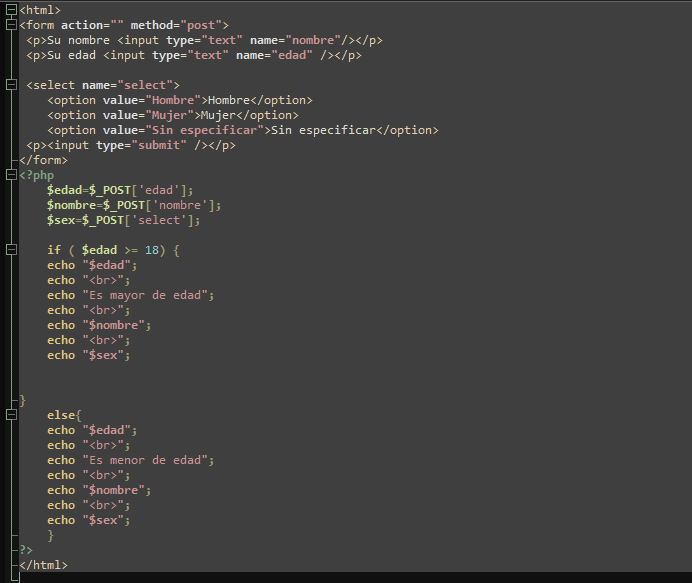 <html>
<form action="" method="post">
<p>Su nombre <input type="text" name="nombre"/></p>
<p>Su edad <input type="text" name="edad" /></p>
<select name="select">
<option value="Hombre">Hombre</option>
<option value="Mujer">Mujer</option>
<option value="Sin especificar">Sin especificar</option>
<p><input type="submit" /></p>
</form>
<?php
$edad=$_POST['edad'];
$nombre=$_POST['nombre'];
$sex=$_POST['select'];
if ( $edad >= 18) {
echo "$edad";
echo "<br>";
echo "Es mayor de edad";
echo "<br>";
echo "$nombre";
echo "<br>";
echo "$sex";
}
else{
echo "$edad";
echo "<br>";
echo "Es menor de edad";
echo "<br>";
echo "$nombre";
echo "<br>";
echo "$sex";
}
?>
</html>